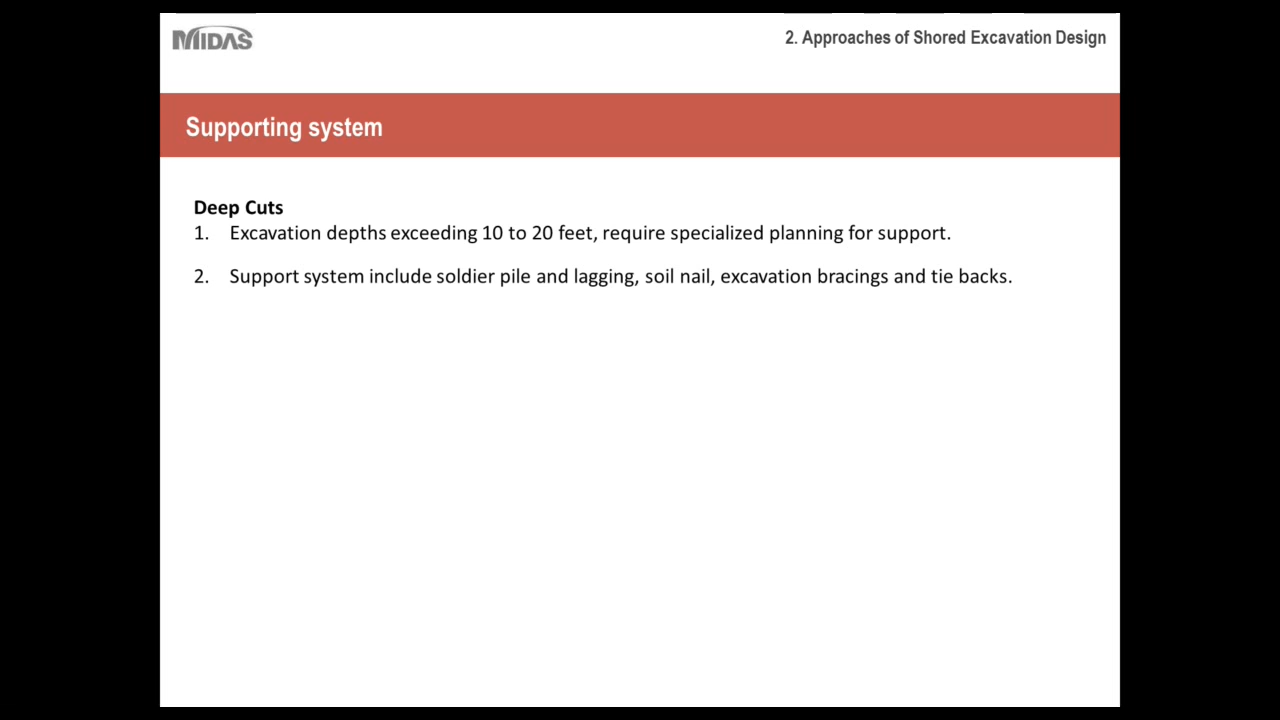 MIDAS
2. Approaches of Shored Excavation Design
Supporting system
Deep Cuts
1. Excavation depths exceeding 10 to 20 feet, require specialized planning for support.
2. Support system include soldier pile and lagging, soil nail, excavation bracings and tie backs.